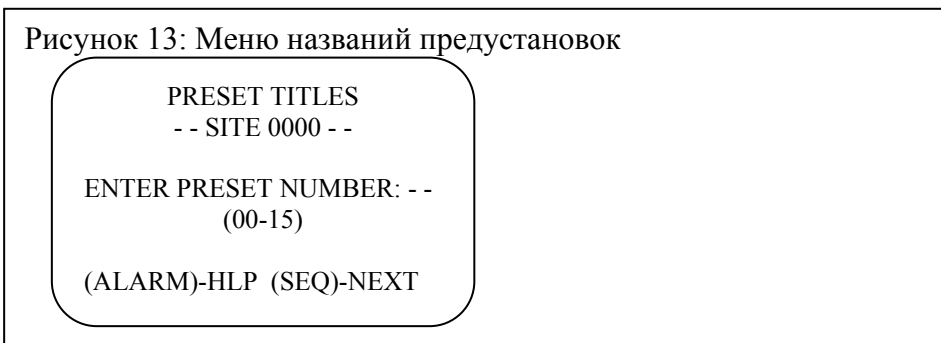 Рисунок 13: Меню названий предустановок
PRESET TITLES
- - SITE 0000 - -
ENTER PRESET NUMBER: - -
(00-15)
(ALARM)-HLP (SEQ)-NEXT